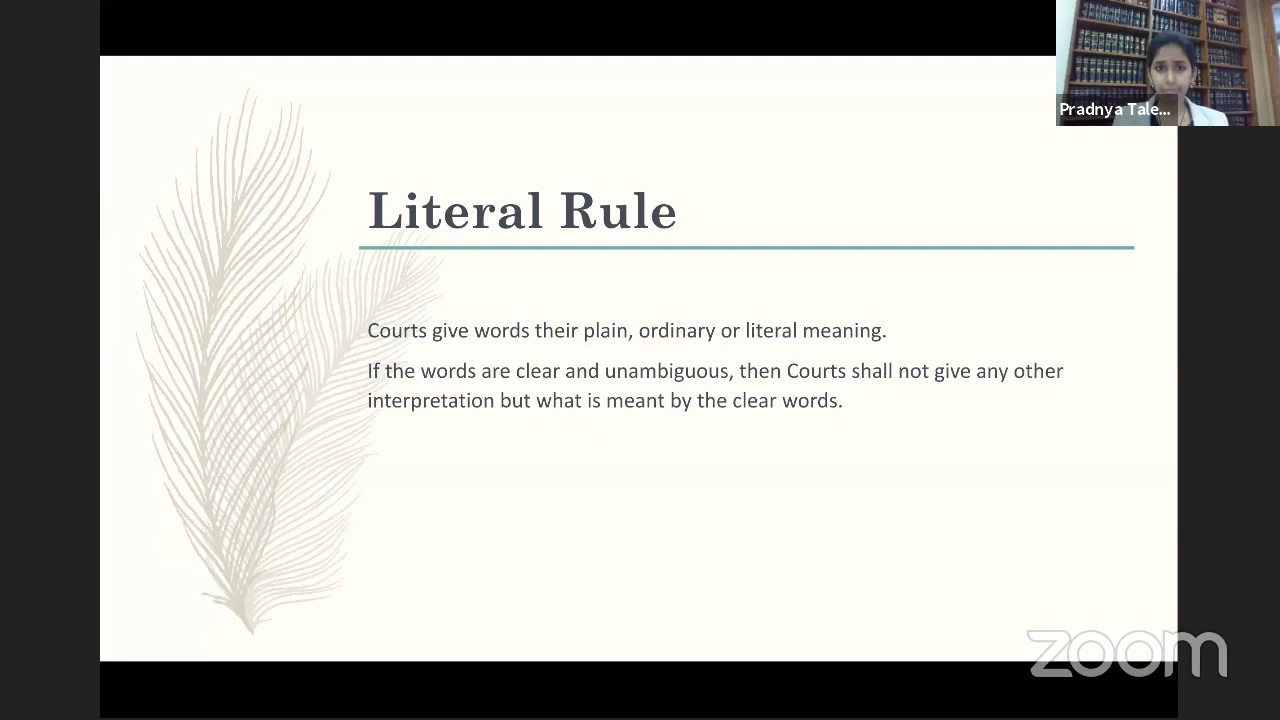 Pradnya Tale...
Literal Rule
Courts give words their plain, ordinary or literal meaning.
If the words are clear and unambiguous, then Courts shall not give any other
interpretation but what is meant by the clear words.
zoom